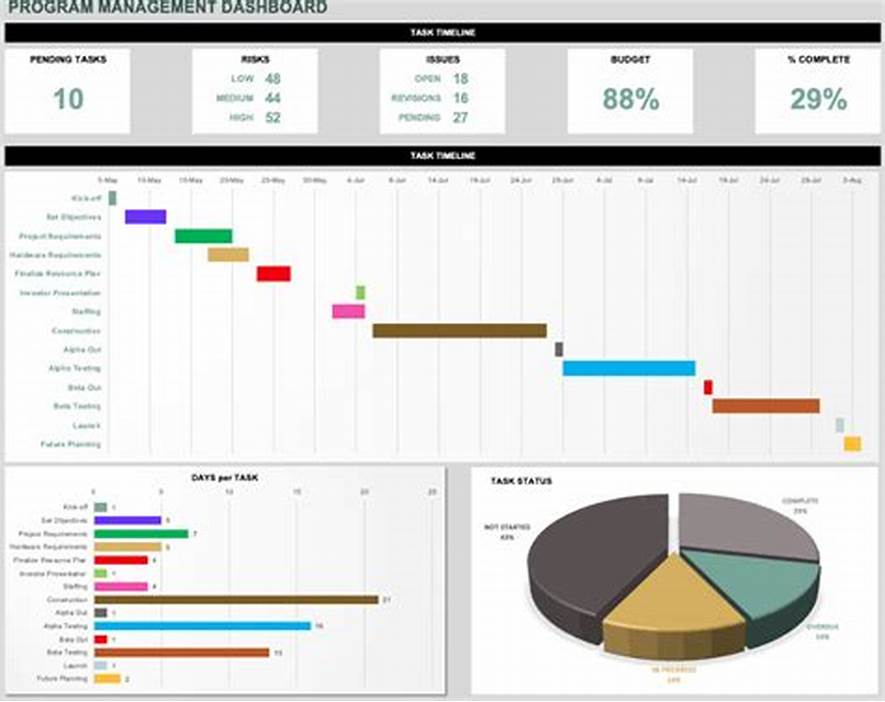 PROGRAM MANAGEMENT DASHBOARD
TASK TIMELINE
PENDING TASKS
10
RISKS
LOW 48
MEDIUM 44
HIGH 52
ISSUES
OPEN 18
REVISIONS 16
PENDING 27
BUDGET
88%
% COMPLETE
29%
TASK TIMELINE
5-May 10-May 15-May 20-May 25-May 30-May 4-Jun 9-Jun 14-Jun 19-Jun 24-Jun 29-Jun 4-Jul 9-Jul 14-Jul 19-Jul 24-Jul 29-Jul 3-Aug
Kick-off
Set Objectives
Project Requirements
Hardware Requirements
Finalize Resource Plan
Investor Presentation
Staffing
Construction
Alpha Out
Alpha Testing
Beta Out
Beta Testing
Launch
Future Planning
DAYS per TASK
0 5 10 15 20 25
Kick-off 1
Set Objectives 5
Project Requirements 7
Hardware Requirements 5
Finalize Resource Plan 4
Investor Presentation 1
Staffing 4
Construction 21
Alpha Out 1
Alpha Testing 16
Beta Out 1
Beta Testing 13
Launch 1
Future Planning 2
TASK STATUS
COMPLETE
NOT STARTED
OVERDUE
IN PROGRESS